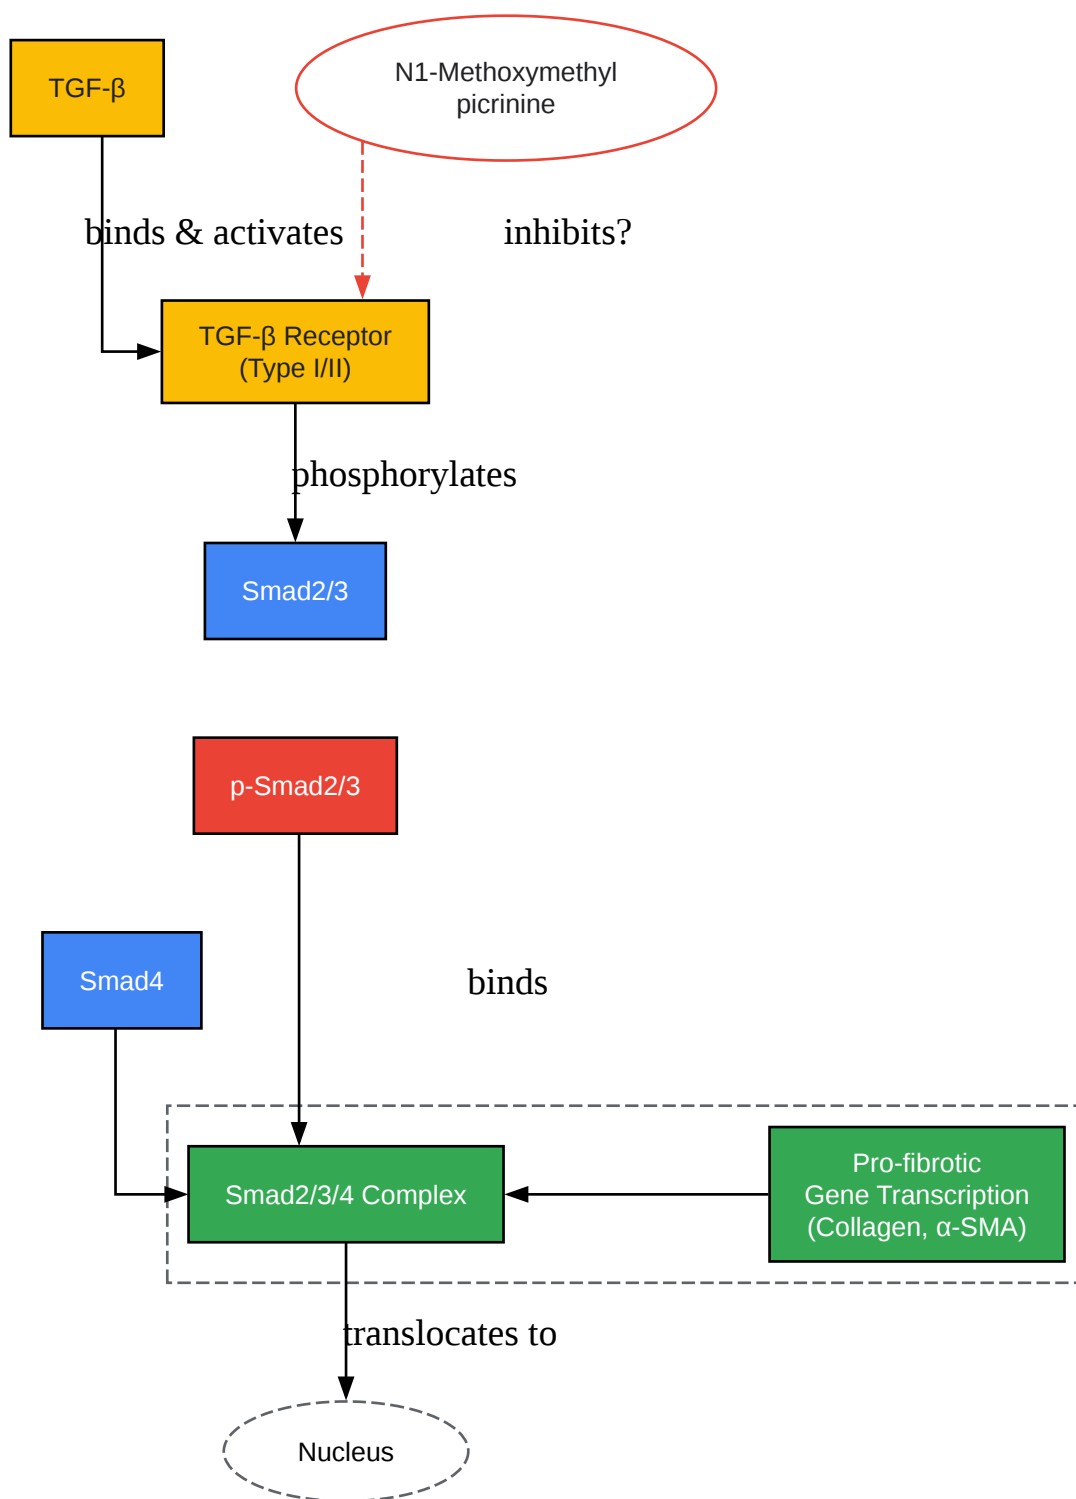 TGF-β
N1-Methoxymethyl
picrinine
binds & activates
inhibits?
TGF-β Receptor
(Type I/II)
phosphorylates
Smad2/3
p-Smad2/3
Smad4
binds
Smad2/3/4 Complex
Pro-fibrotic
Gene Transcription
(Collagen, α-SMA)
translocates to
Nucleus